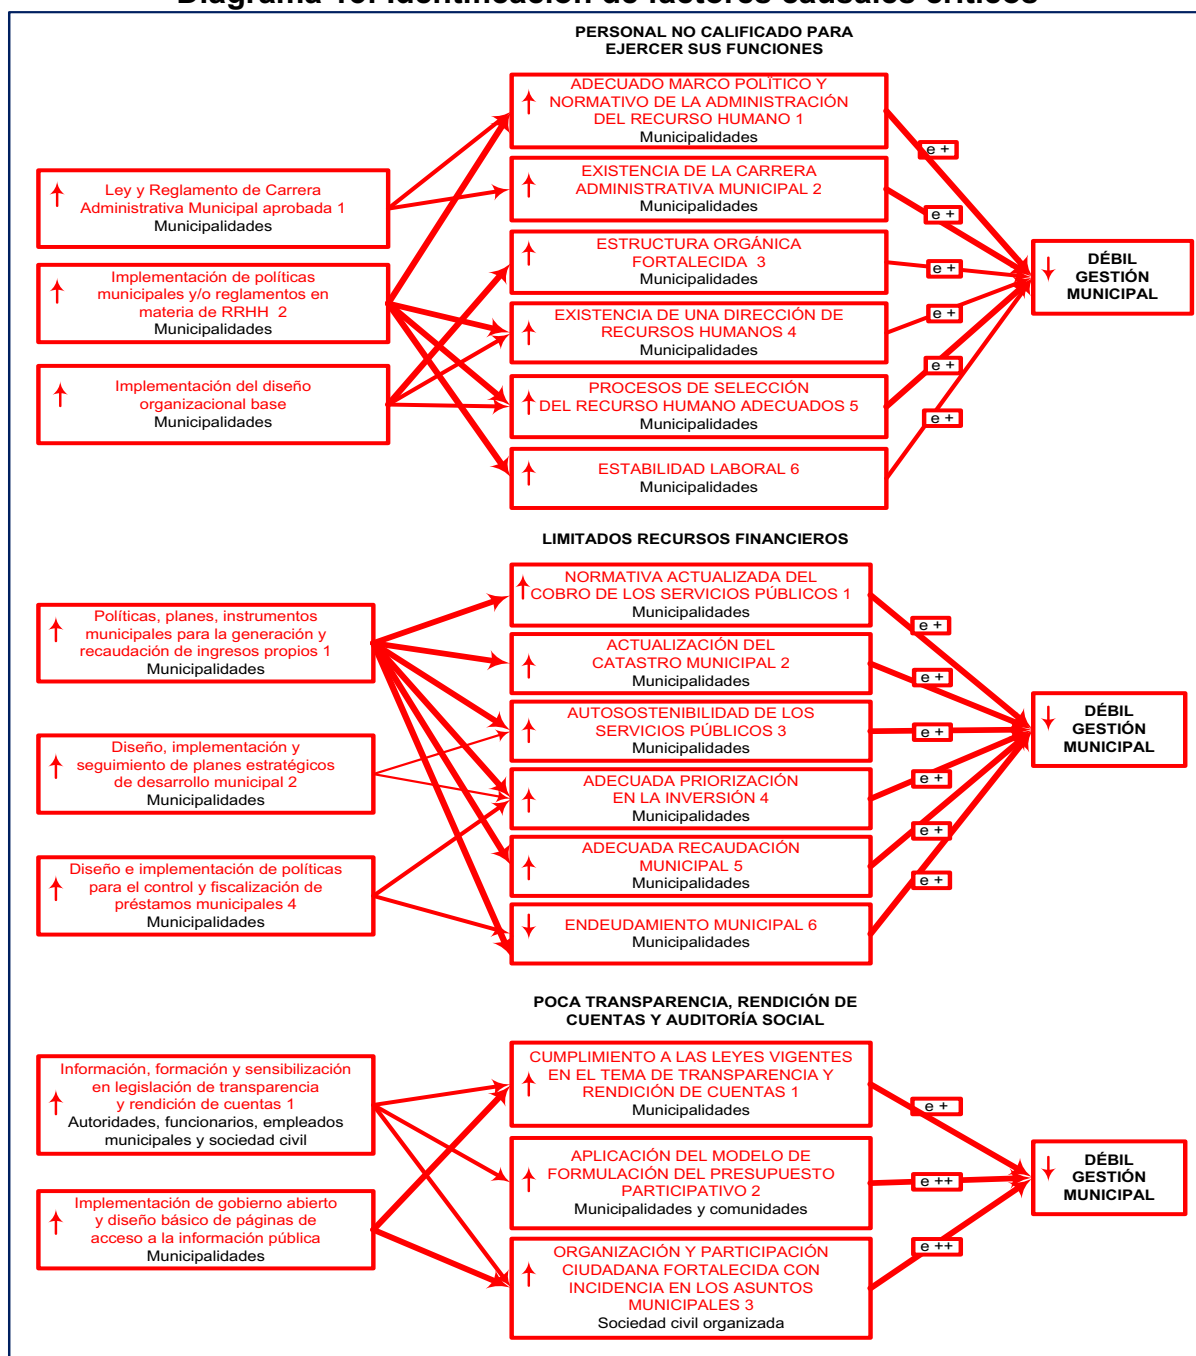 Diagrama 10. Identificación de factores causales críticos
PERSONAL NO CALIFICADO PARA
EJERCER SUS FUNCIONES
ADECUADO MARCO POLÍTICO Y
NORMATIVO DE LA ADMINISTRACIÓN
DEL RECURSO HUMANO 1
Municipalidades
e +
Ley y Reglamento de Carrera
Administrativa Municipal aprobada 1
Municipalidades
EXISTENCIA DE LA CARRERA
ADMINISTRATIVA MUNICIPAL 2
Municipalidades
e +
Implementación de políticas
municipales y/o reglamentos en
materia de RRHH 2
Municipalidades
ESTRUCTURA ORGÁNICA
FORTALECIDA 3
Municipalidades
e +
DÉBIL
GESTIÓN
MUNICIPAL
EXISTENCIA DE UNA DIRECCIÓN DE
RECURSOS HUMANOS 4
Municipalidades
e +
Implementación del diseño
organizacional base
Municipalidades
PROCESOS DE SELECCIÓN
DEL RECURSO HUMANO ADECUADOS 5
Municipalidades
e +
ESTABILIDAD LABORAL 6
Municipalidades
e +
LIMITADOS RECURSOS FINANCIEROS
NORMATIVA ACTUALIZADA DEL
COBRO DE LOS SERVICIOS PÚBLICOS 1
Municipalidades
e +
Políticas, planes, instrumentos
municipales para la generación y
recaudación de ingresos propios 1
Municipalidades
ACTUALIZACIÓN DEL
CATASTRO MUNICIPAL 2
Municipalidades
e +
AUTOSOSTENIBILIDAD DE LOS
SERVICIOS PÚBLICOS 3
Municipalidades
e +
DÉBIL
GESTIÓN
MUNICIPAL
Diseño, implementación y
seguimiento de planes estratégicos
de desarrollo municipal 2
Municipalidades
ADECUADA PRIORIZACIÓN
EN LA INVERSIÓN 4
Municipalidades
e +
ADECUADA RECAUDACIÓN
MUNICIPAL 5
Municipalidades
e +
Diseño e implementación de políticas
para el control y fiscalización de
préstamos municipales 4
Municipalidades
ENDEUDAMIENTO MUNICIPAL 6
Municipalidades
e +
POCA TRANSPARENCIA, RENDICIÓN DE
CUENTAS Y AUDITORÍA SOCIAL
CUMPLIMIENTO A LAS LEYES VIGENTES
EN EL TEMA DE TRANSPARENCIA Y
RENDICIÓN DE CUENTAS 1
Municipalidades
e +
Información, formación y sensibilización
en legislación de transparencia
y rendición de cuentas 1
Autoridades, funcionarios, empleados
municipales y sociedad civil
APLICACIÓN DEL MODELO DE
FORMULACIÓN DEL PRESUPUESTO
PARTICIPATIVO 2
Municipalidades y comunidades
e ++
DÉBIL
GESTIÓN
MUNICIPAL
Implementación de gobierno abierto
y diseño básico de páginas de
acceso a la información pública
Municipalidades
ORGANIZACIÓN Y PARTICIPACIÓN
CIUDADANA FORTALECIDA CON
INCIDENCIA EN LOS ASUNTOS
MUNICIPALES 3
Sociedad civil organizada
e ++